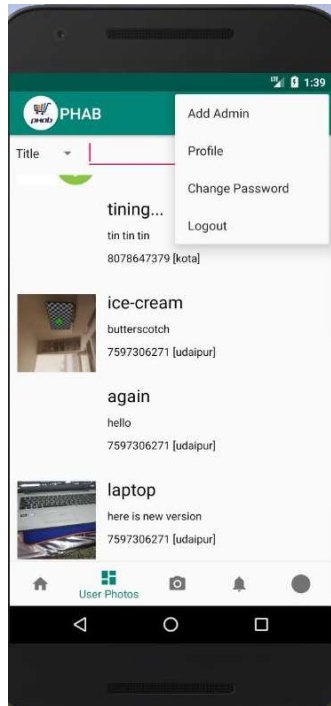 1:39
phab
PHAB
Add Admin
Profile
Change Password
Logout
Title
tining...
tin tin tin
8078647379 [kota]
ice-cream
butterscotch
7597306271 [udaipur]
again
hello
7597306271 [udaipur]
laptop
here is new version
7597306271 [udaipur]
User Photos